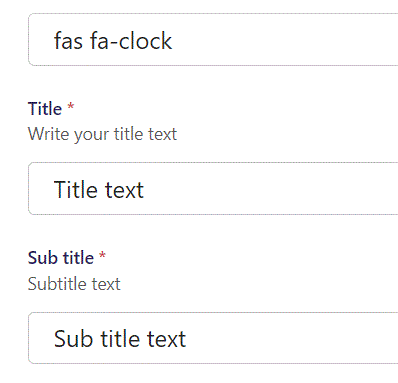 fas fa-clock
Title *
Write your title text
Title text
Sub title *
Subtitle text
Sub title text